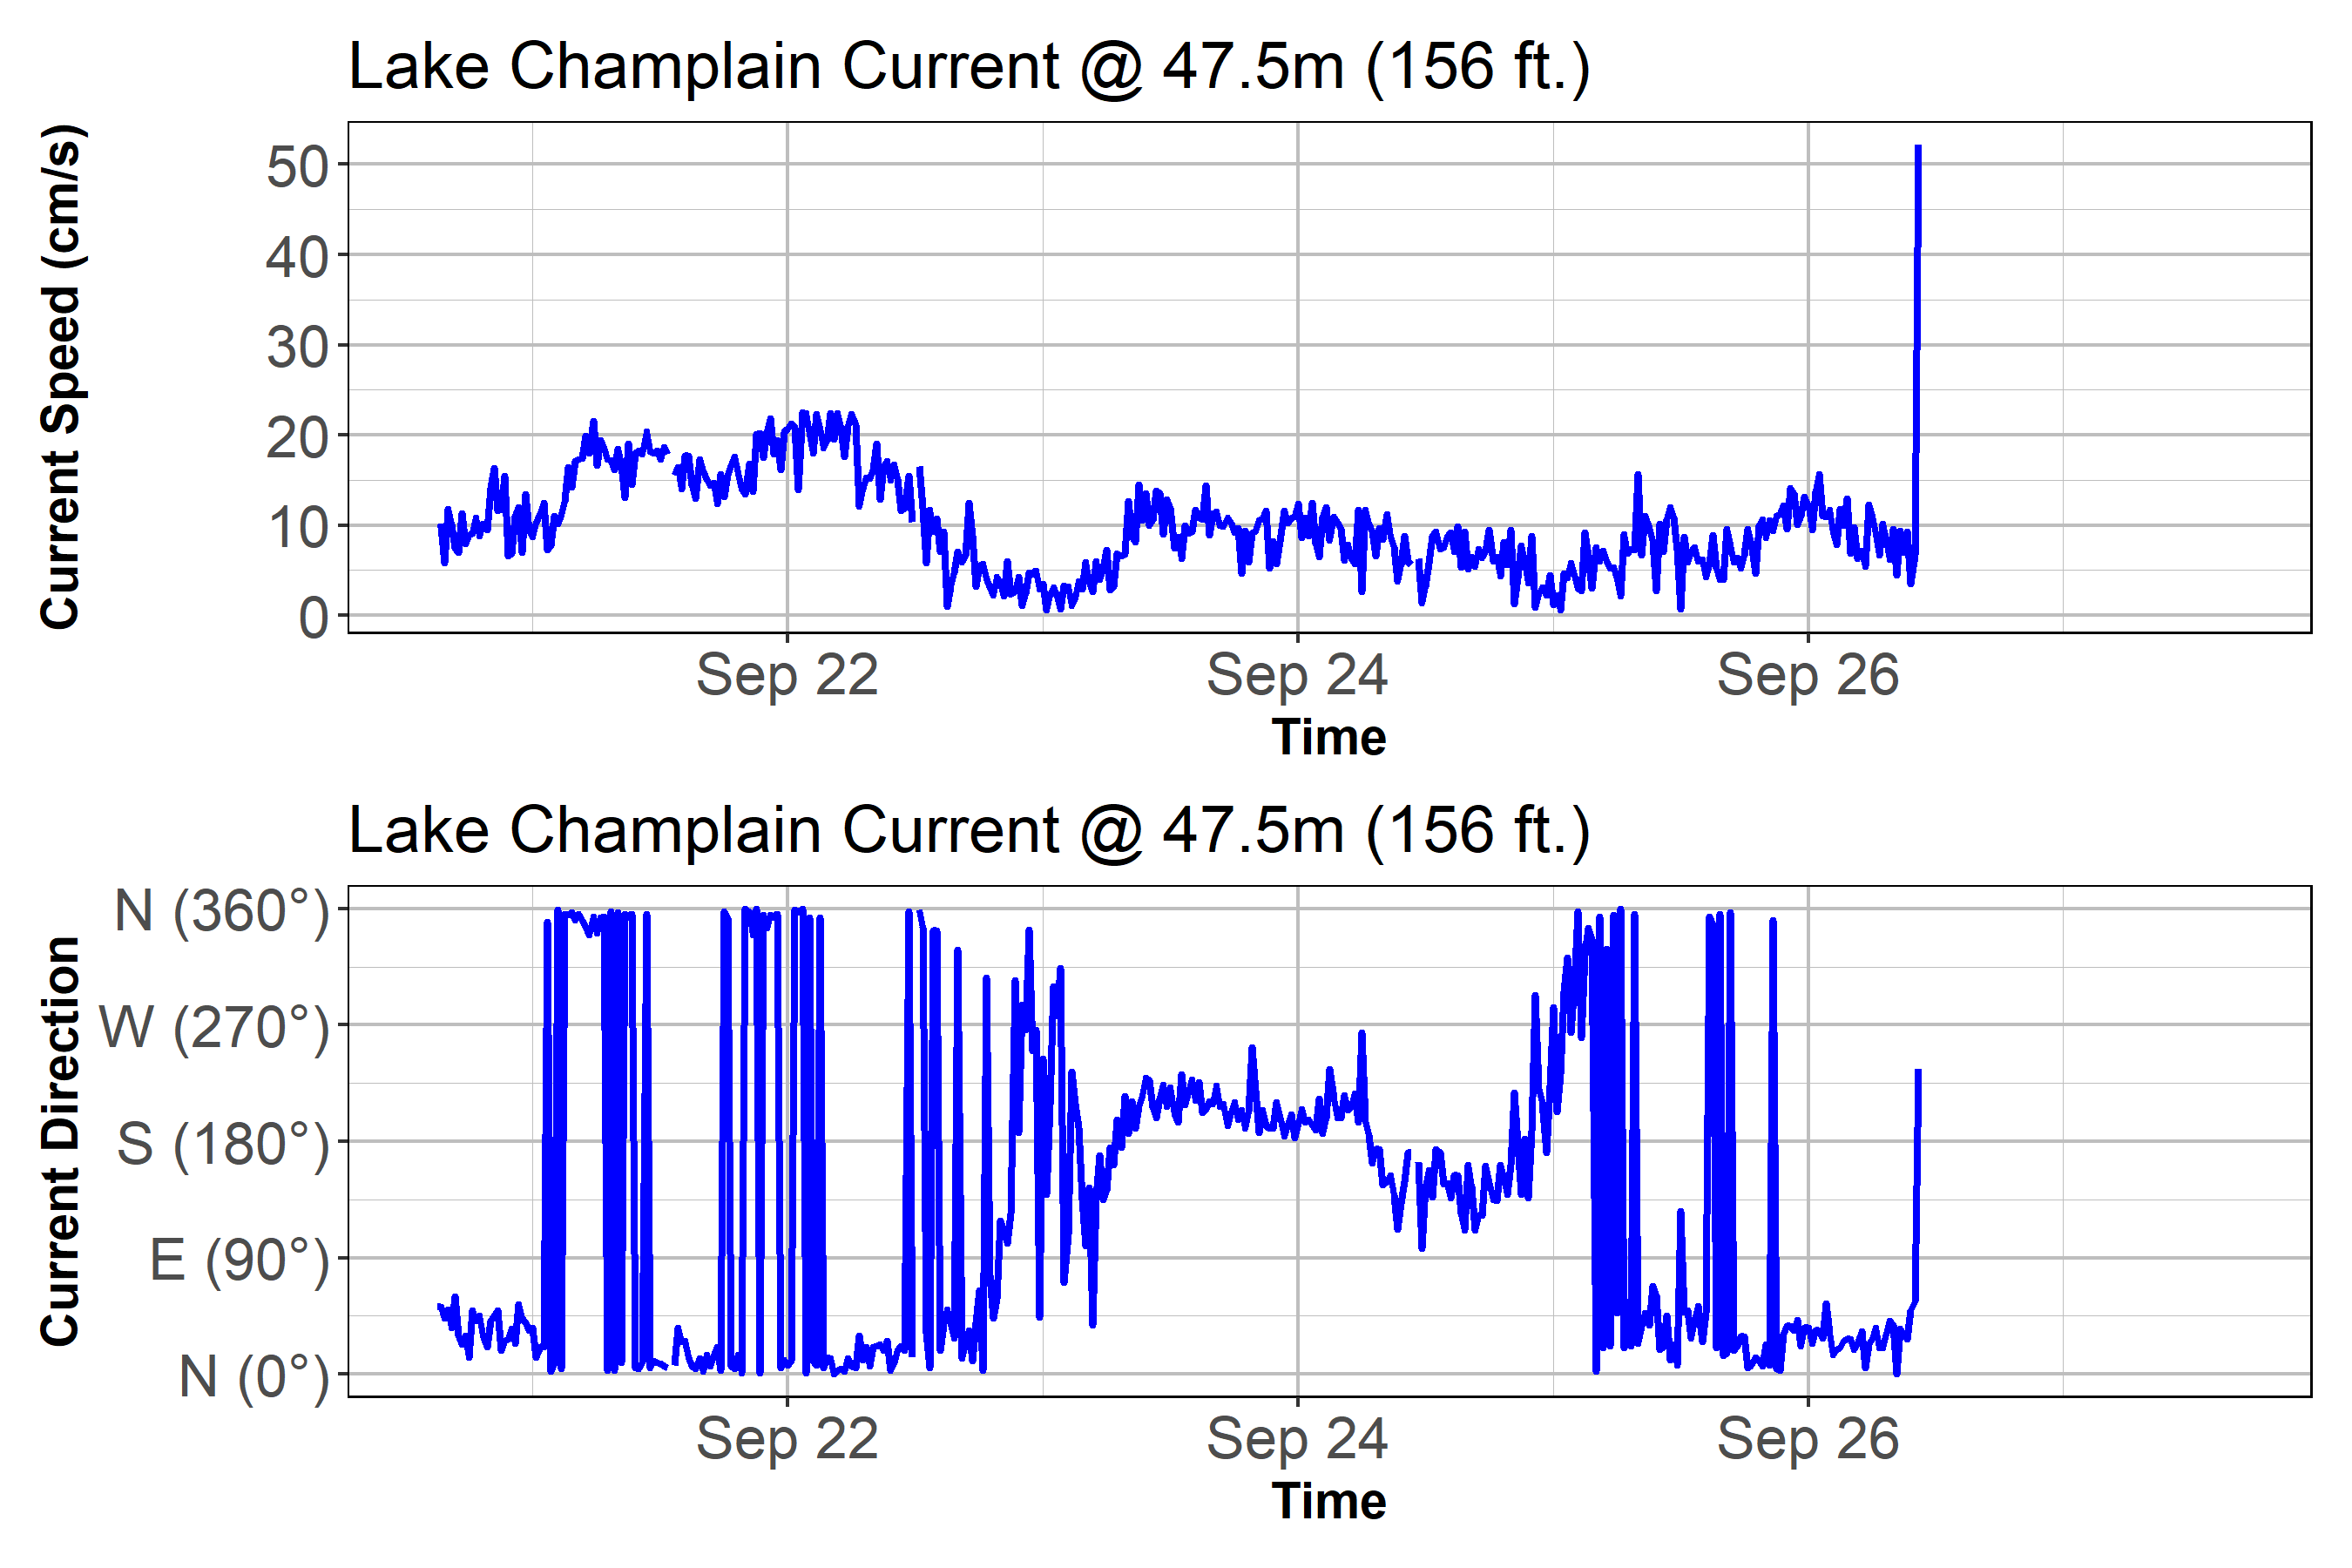 Lake Champlain Current @ 47.5m (156 ft.)
Current Speed (cm/s)
50
40
30
20
10
0
Sep 22
Sep 24
Sep 26
Time
Lake Champlain Current @ 47.5m (156 ft.)
Current Direction
N (360°)
W (270°)
S (180°)
E (90°)
N (0°)
Sep 22
Sep 24
Sep 26
Time